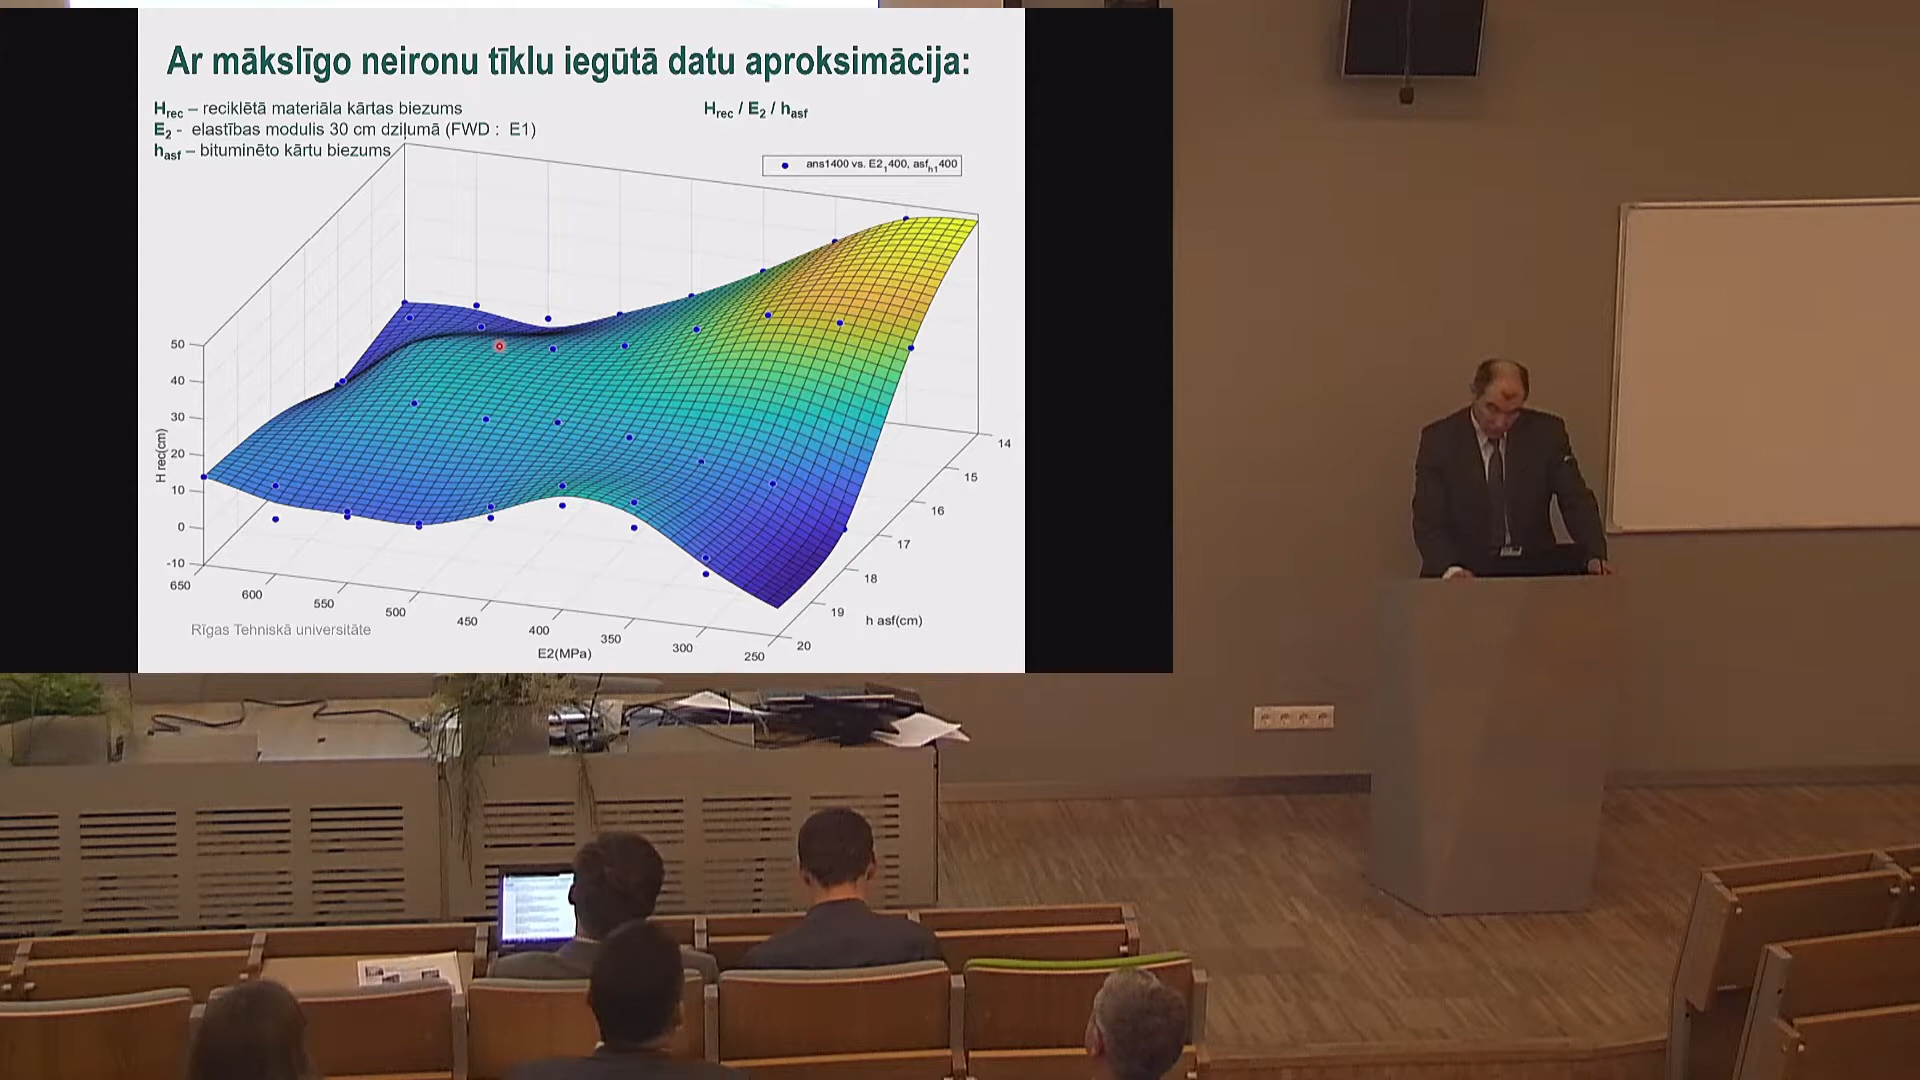 Ar mākslīgo neironu tīklu iegūtā datu aproksimācija:
Hrec – reciklētā materiāla kārtas biezums
E2 - elastības modulis 30 cm dziļumā (FWD : E1)
hasf – bituminēto kārtu biezums
Hrec / E2 / hasf
ans1400 vs. E21400, asfh1400
50
40
30
20
10
0
-10
H rec(cm)
650
600
550
500
450
400
350
300
250
E2(MPa)
14
15
16
17
18
19
20
h asf(cm)
Rīgas Tehniskā universitāte